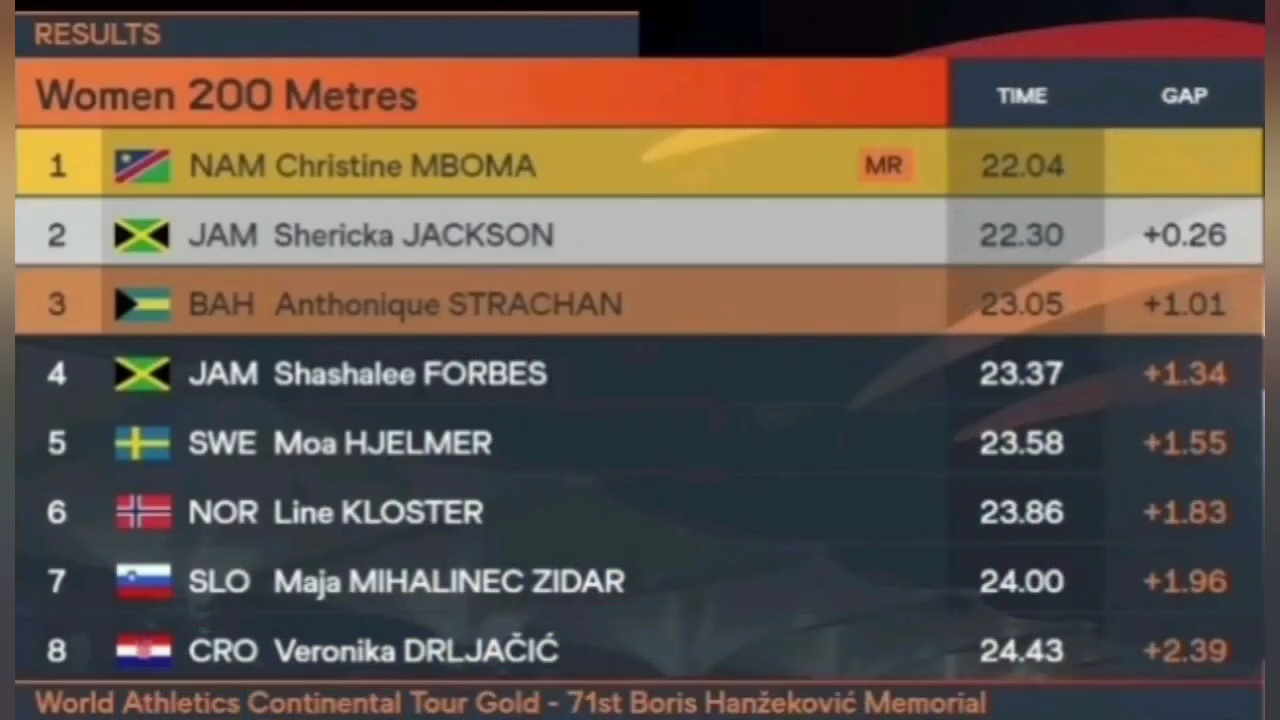 RESULTS
Women 200 Metres TIME GAP
1 NAM Christine MBOMA MR 22.04
2 JAM Shericka JACKSON 22.30 +0.26
3 BAH Anthonique STRACHAN 23.05 +1.01
4 JAM Shashalee FORBES 23.37 +1.34
5 SWE Moa HJELMER 23.58 +1.55
6 NOR Line KLOSTER 23.86 +1.83
7 SLO Maja MIHALINEC ZIDAR 24.00 +1.96
8 CRO Veronika DRLJAČIĆ 24.43 +2.39
World Athletics Continental Tour Gold - 71st Boris Hanžeković Memorial